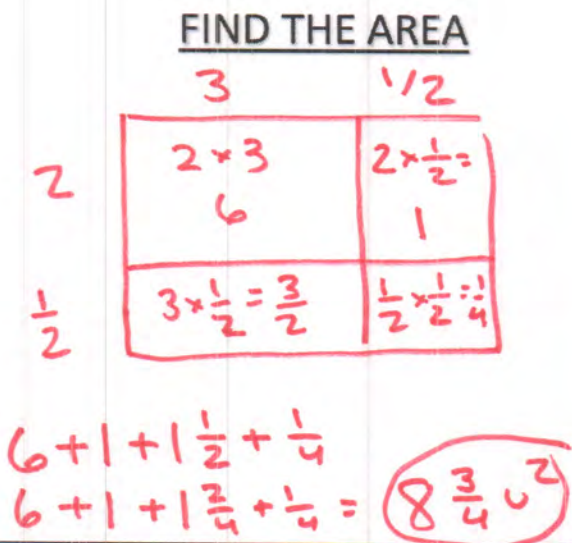 FIND THE AREA
3 1/2
2 2 × 3 2 × 1/2 =
6 1
1/2 3 × 1/2 = 3/2 1/2 × 1/2 = 1/4
6 + 1 + 1 1/2 + 1/4
6 + 1 + 1 2/4 + 1/4 = 8 3/4 u²